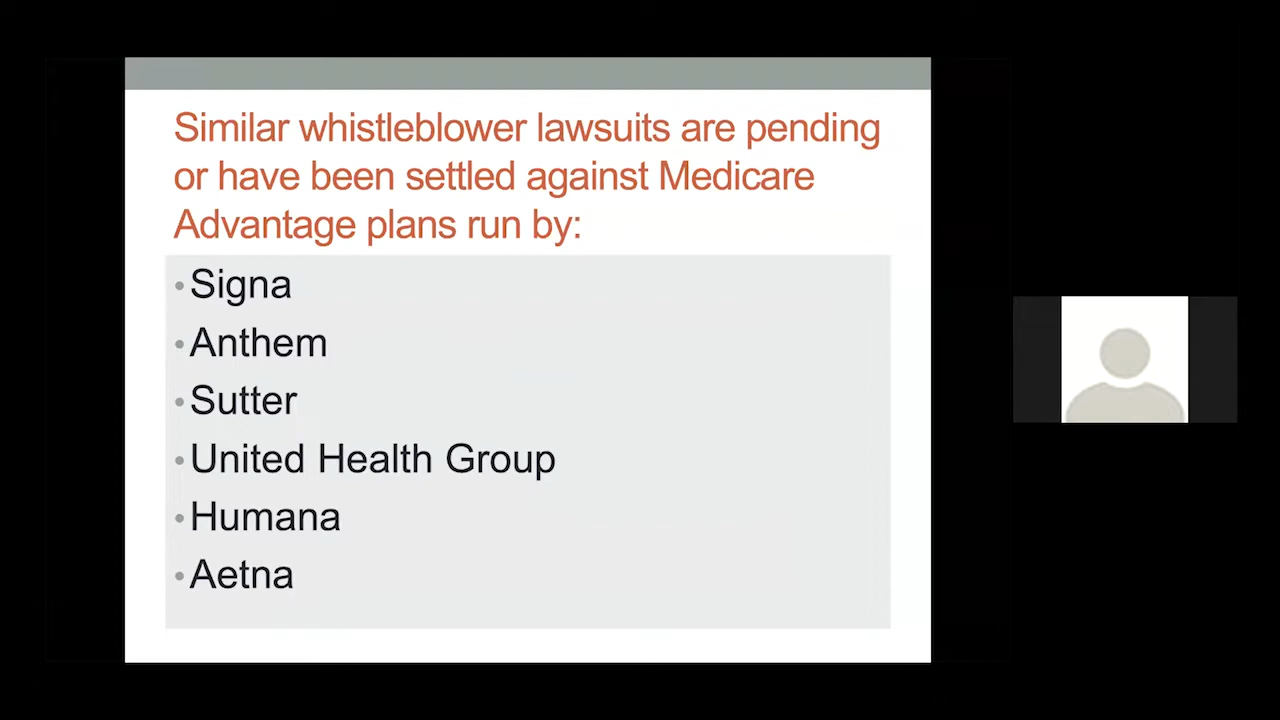 Similar whistleblower lawsuits are pending
or have been settled against Medicare
Advantage plans run by:
•Signa
•Anthem
•Sutter
•United Health Group
•Humana
•Aetna